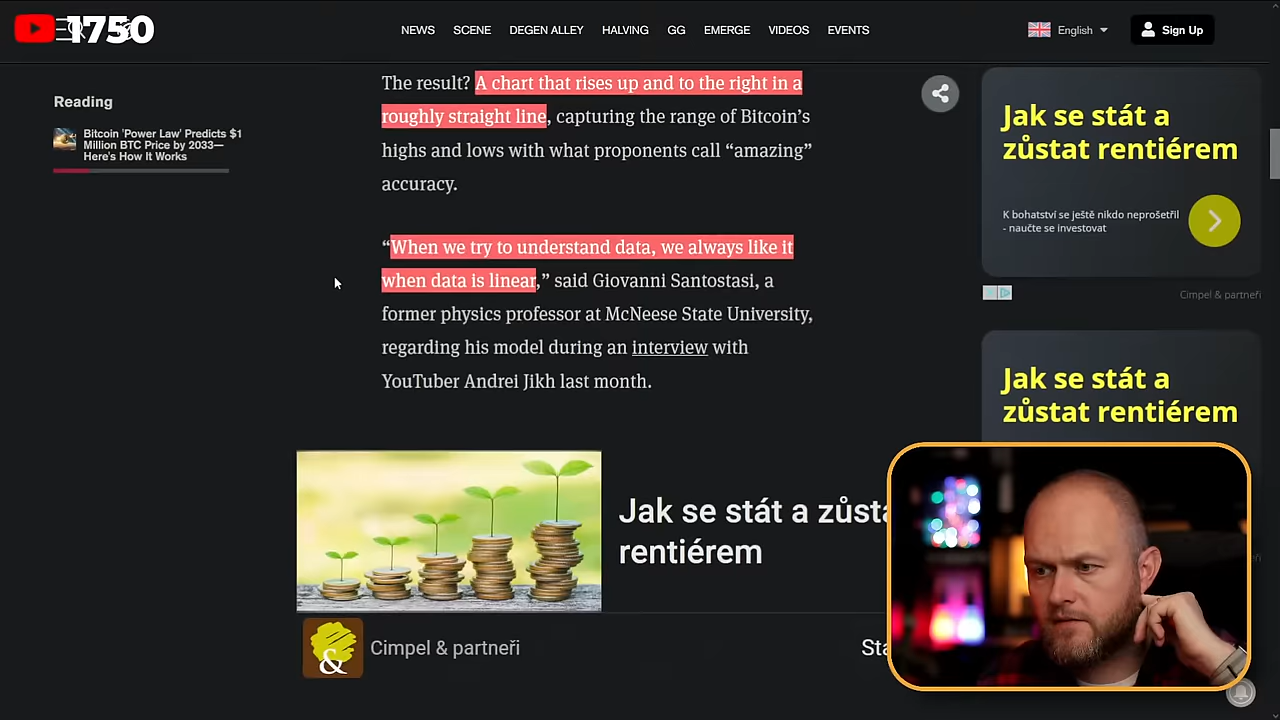 1750
NEWS
SCENE
DEGEN ALLEY
HALVING
GG
EMERGE
VIDEOS
EVENTS
English
Sign Up
Reading
Bitcoin 'Power Law' Predicts $1
Million BTC Price by 2033—
Here's How It Works
The result? A chart that rises up and to the right in a
roughly straight line, capturing the range of Bitcoin’s
highs and lows with what proponents call “amazing”
accuracy.
“When we try to understand data, we always like it
when data is linear,” said Giovanni Santostasi, a
former physics professor at McNeese State University,
regarding his model during an interview with
YouTuber Andrei Jikh last month.
Jak se stát a
zůstat rentiérem
K bohatství se ještě nikdo neprošetřil
- naučte se investovat
Cimpel & partneři
Jak se stát a
zůstat rentiérem
Jak se stát a
rentiérem
&
Cimpel & partneři